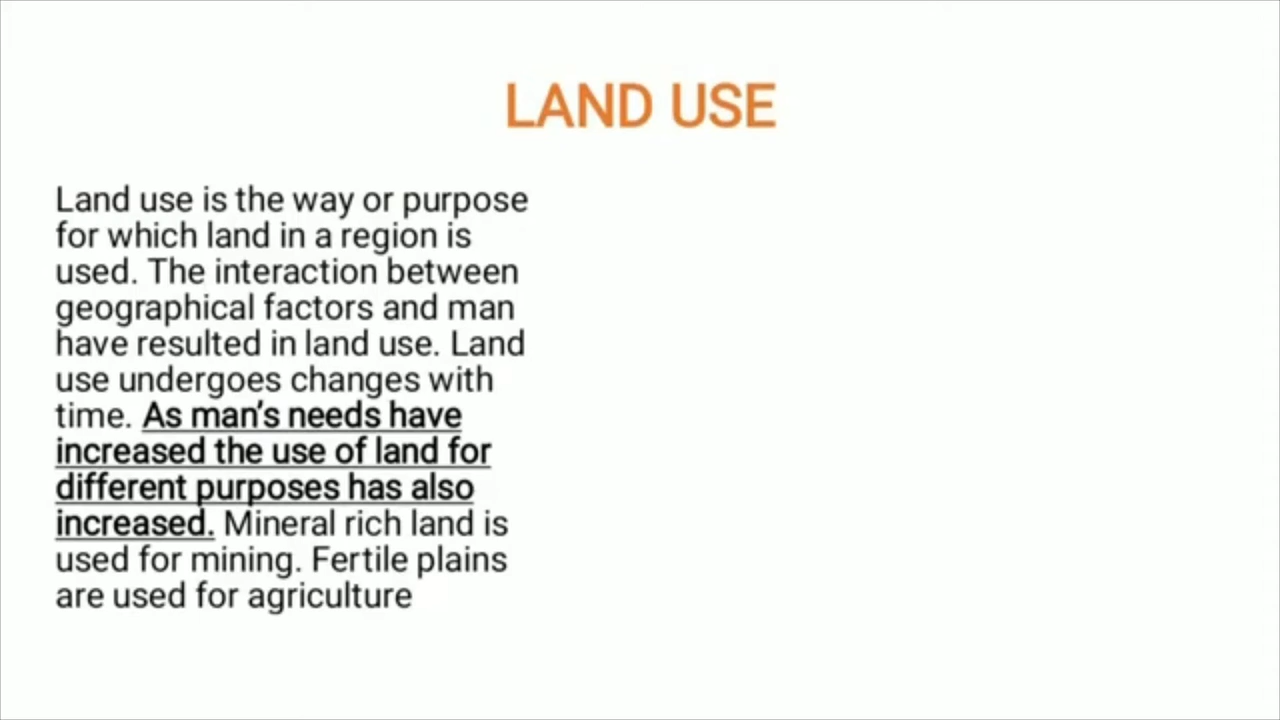 LAND USE
Land use is the way or purpose
for which land in a region is
used. The interaction between
geographical factors and man
have resulted in land use. Land
use undergoes changes with
time. As man's needs have
increased the use of land for
different purposes has also
increased. Mineral rich land is
used for mining. Fertile plains
are used for agriculture